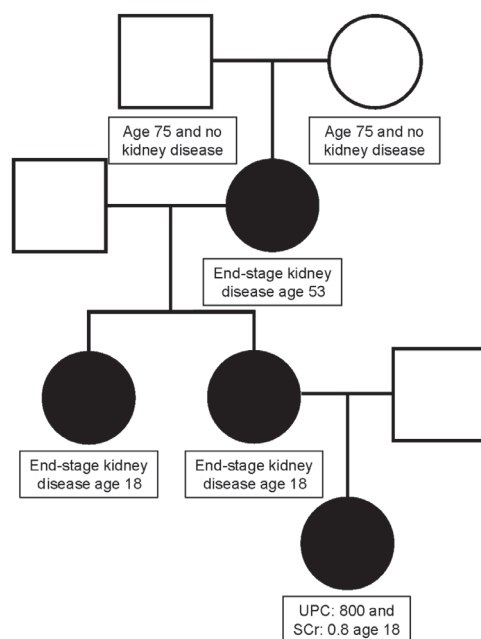 Age 75 and no
kidney disease
Age 75 and no
kidney disease
End-stage kidney
disease age 53
End-stage kidney
disease age 18
End-stage kidney
disease age 18
UPC: 800 and
SCr: 0.8 age 18